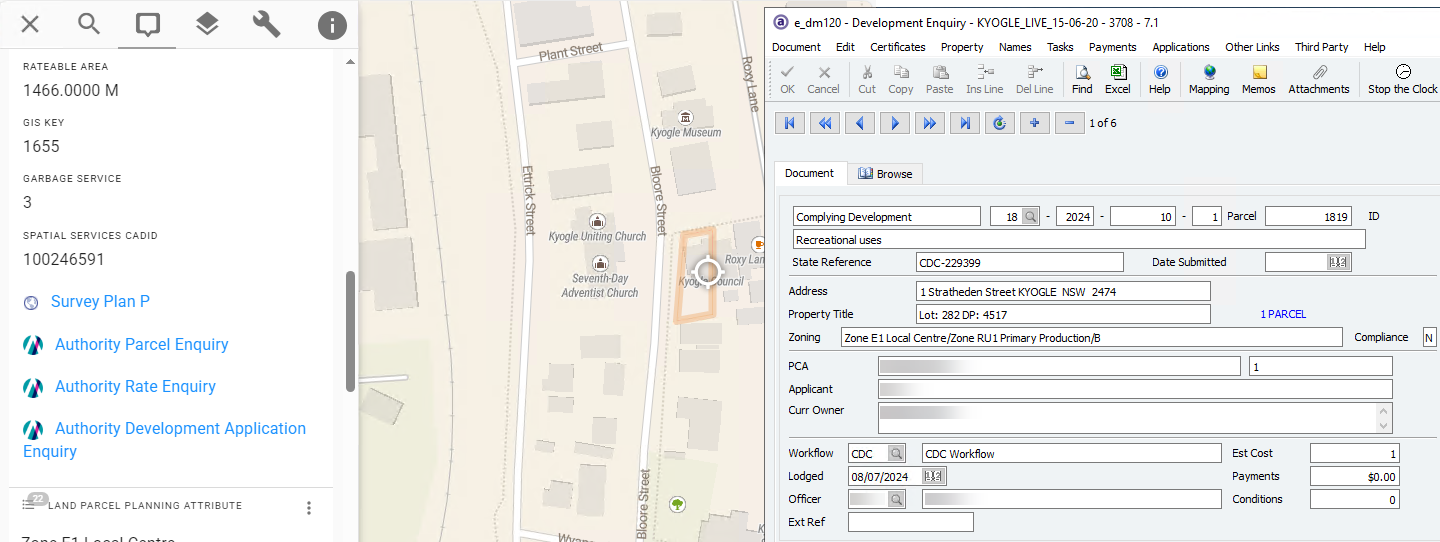 RATEABLE AREA
1466.0000 M
GIS KEY
1655
GARBAGE SERVICE
3
SPATIAL SERVICES CADID
100246591
Survey Plan P
Authority Parcel Enquiry
Authority Rate Enquiry
Authority Development Application
Enquiry
22
LAND PARCEL PLANNING ATTRIBUTE
Zone E1 Local Centre
Plant Street
Roxy Lane
Kyogle Museum
Ettrick Street
Bloore Street
Kyogle Uniting Church
Seventh-Day
Adventist Church
Roxy Lan
Kyogle Council
Bloore Street
K
e_dm120 - Development Enquiry - KYOGLE_LIVE_15-06-20 - 3708 - 7.1
Document Edit Certificates Property Names Tasks Payments Applications Other Links Third Party Help
OK Cancel Cut Copy Paste Ins Line Del Line Find Excel Help Mapping Memos Attachments Stop the Clock
1 of 6
Document Browse
Complying Development 18 - 2024 - 10 - 1 Parcel 1819 ID
Recreational uses
State Reference CDC-229399 Date Submitted
Address 1 Stratheden Street KYOGLE NSW 2474
Property Title Lot: 282 DP: 4517 1 PARCEL
Zoning Zone E1 Local Centre/Zone RU1 Primary Production/B Compliance N
PCA 1
Applicant
Curr Owner
Workflow CDC CDC Workflow Est Cost 1
Lodged 08/07/2024 Payments $0.00
Officer Conditions 0
Ext Ref